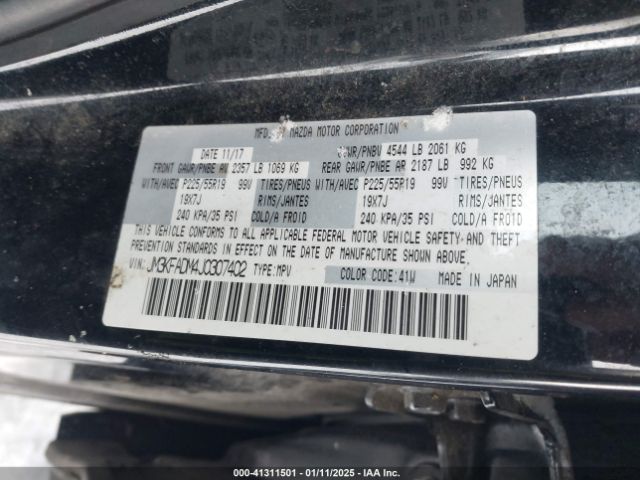 MFD. BY MAZDA MOTOR CORPORATION
DATE 11/17 GVWR/PNBV 4544 LB 2061 KG
FRONT GAWR/PNBE AV 2357 LB 1069 KG REAR GAWR/PNBE AR 2187 LB 992 KG
WITH/AVEC P225/55R19 99V TIRES/PNEUS WITH/AVEC P225/55R19 99V TIRES/PNEUS
19X7J RIMS/JANTES 19X7J RIMS/JANTES
240 KPA/35 PSI COLD/A FROID 240 KPA/35 PSI COLD/A FROID
THIS VEHICLE CONFORMS TO ALL APPLICABLE FEDERAL MOTOR VEHICLE SAFETY-AND THEFT
PREVENTION STANDARDS IN EFFECT ON THE DATE OF MANUFACTURE SHOWN ABOVE.
VIN: JM3KFADM4J0307402 TYPE: MPV COLOR CODE: 41W MADE IN JAPAN
000-41311501 - 01/11/2025 - IAA Inc.